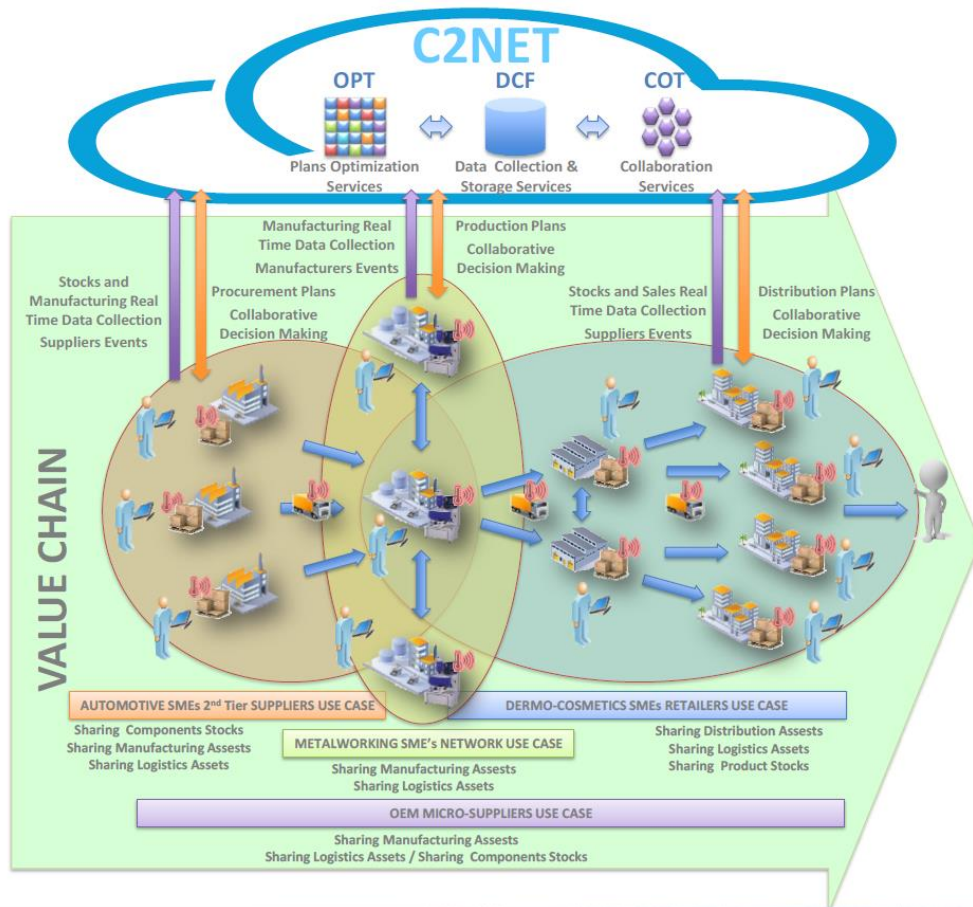 C2NET
OPT
DCF
COT
Plans Optimization
Services
Data Collection &
Storage Services
Collaboration
Services
Stocks and
Manufacturing Real
Time Data Collection
Suppliers Events
Procurement Plans
Collaborative
Decision Making
Manufacturing Real
Time Data Collection
Manufacturers Events
Production Plans
Collaborative
Decision Making
Stocks and Sales Real
Time Data Collection
Suppliers Events
Distribution Plans
Collaborative
Decision Making
VALUE CHAIN
AUTOMOTIVE SMEs 2nd Tier SUPPLIERS USE CASE
Sharing Components Stocks
Sharing Manufacturing Assests
Sharing Logistics Assets
METALWORKING SME's NETWORK USE CASE
Sharing Manufacturing Assests
Sharing Logistics Assets
DERMO-COSMETICS SMEs RETAILERS USE CASE
Sharing Distribution Assests
Sharing Logistics Assets
Sharing Product Stocks
OEM MICRO-SUPPLIERS USE CASE
Sharing Manufacturing Assests
Sharing Logistics Assets / Sharing Components Stocks